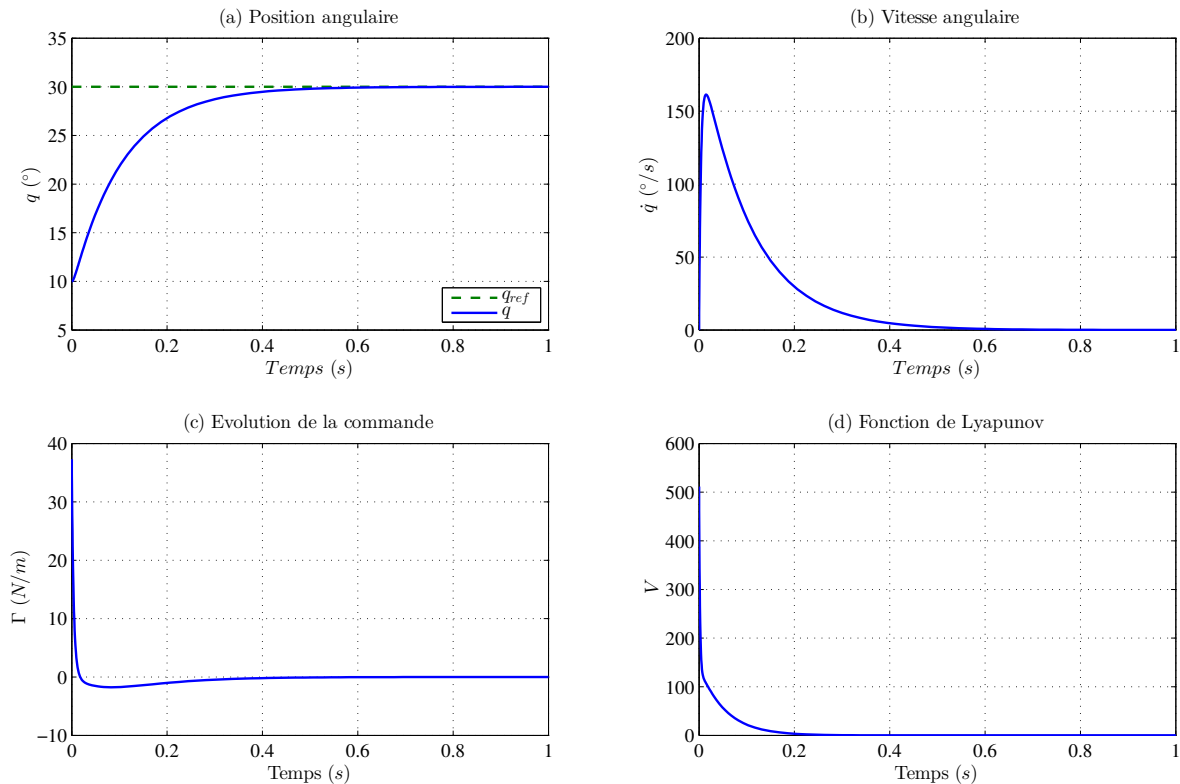 (a) Position angulaire
35
30
25
20
15
10
5
q (°)
0 0.2 0.4 0.6 0.8 1
Temps (s)
q_ref
q
(b) Vitesse angulaire
200
150
100
50
0
q̇ (°/s)
0 0.2 0.4 0.6 0.8 1
Temps (s)
(c) Evolution de la commande
40
30
20
10
0
−10
Γ (N/m)
0 0.2 0.4 0.6 0.8 1
Temps (s)
(d) Fonction de Lyapunov
600
500
400
300
200
100
0
V
0 0.2 0.4 0.6 0.8 1
Temps (s)